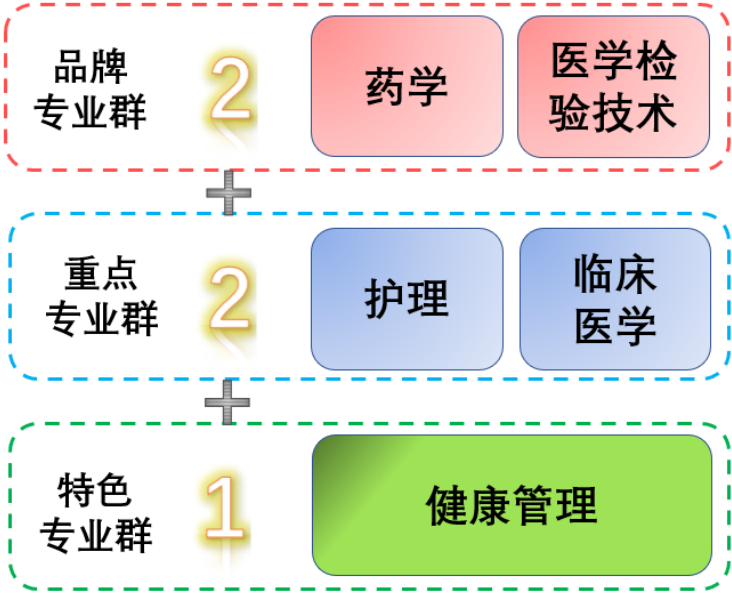 品牌
专业群
2
药学
医学检
验技术
+
重点
专业群
2
护理
临床
医学
+
特色
专业群
1
健康管理